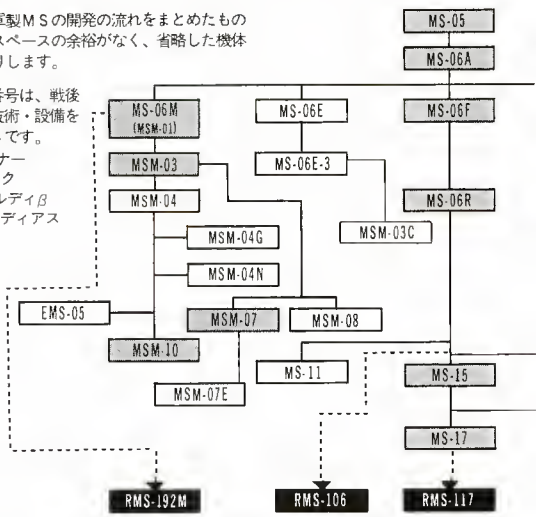 軍製MSの開発の流れをまとめたもの
スペースの余裕がなく、省略した機体
りします。
番号は、戦後
技術・設備を
です。
ナー
ク
ルディβ
ディアス
MS-05
MS-06A
MS-06M
(MSM-01)
MS-06E
MS-06F
MSM-03
MS-06E-3
MSM-04
MS-06R
MSM-04G
MSM-03C
MSM-04N
EMS-05
MSM-07
MSM-08
MSM-10
MS-11
MS-15
MSM-07E
MS-17
RMS-192M
RMS-106
RMS-117